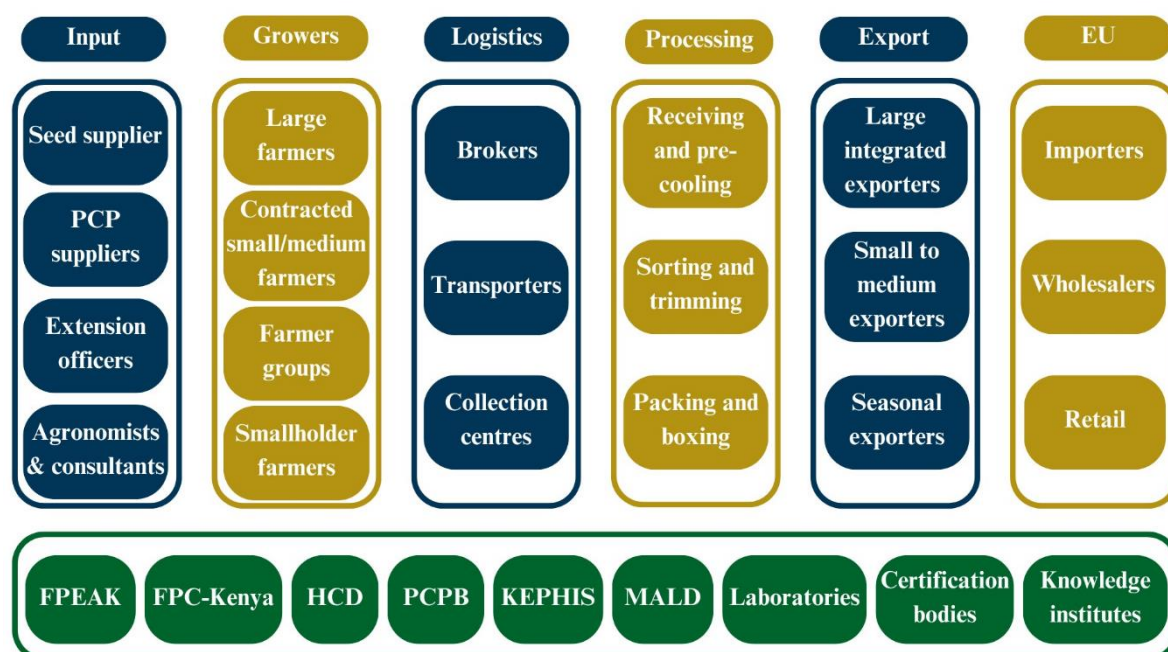 Input
Growers
Logistics
Processing
Export
EU
Seed supplier
PCP
suppliers
Extension
officers
Agronomists
& consultants
Large
farmers
Contracted
small/medium
farmers
Farmer
groups
Smallholder
farmers
Brokers
Transporters
Collection
centres
Receiving
and pre-
cooling
Sorting and
trimming
Packing and
boxing
Large
integrated
exporters
Small to
medium
exporters
Seasonal
exporters
Importers
Wholesalers
Retail
FPEAK
FPC-Kenya
HCD
PCPB
KEPHIS
MALD
Laboratories
Certification
bodies
Knowledge
institutes